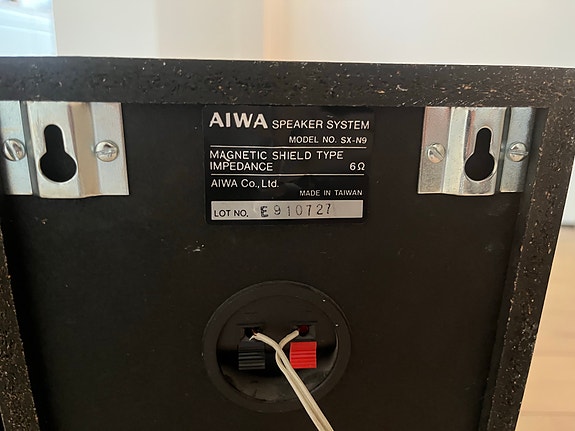 AIWA SPEAKER SYSTEM
MODEL NO. SX-N9
MAGNETIC SHIELD TYPE
IMPEDANCE 6Ω
AIWA Co., Ltd.
MADE IN TAIWAN
LOT NO. E910727